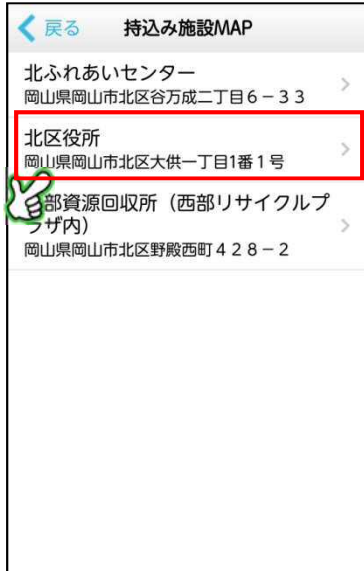 戻る 持込み施設MAP
北ふれあいセンター
岡山県岡山市北区谷万成二丁目6－33
北区役所
岡山県岡山市北区大供一丁目1番1号
部資源回収所（西部リサイクルプ
ラザ内）
岡山県岡山市北区野殿西町428－2